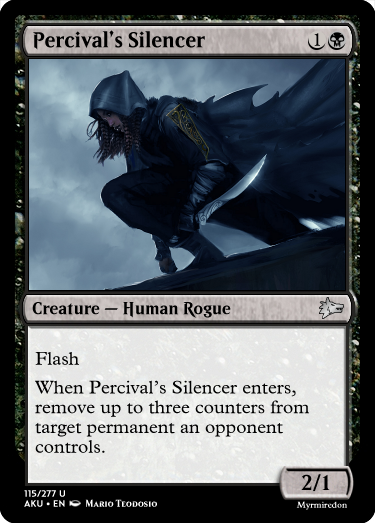 Percival's Silencer 1
Creature — Human Rogue
Flash
When Percival's Silencer enters,
remove up to three counters from
target permanent an opponent
controls.
2/1
115/277 U
AKU • EN Mario Teodosio
Myrmiredon